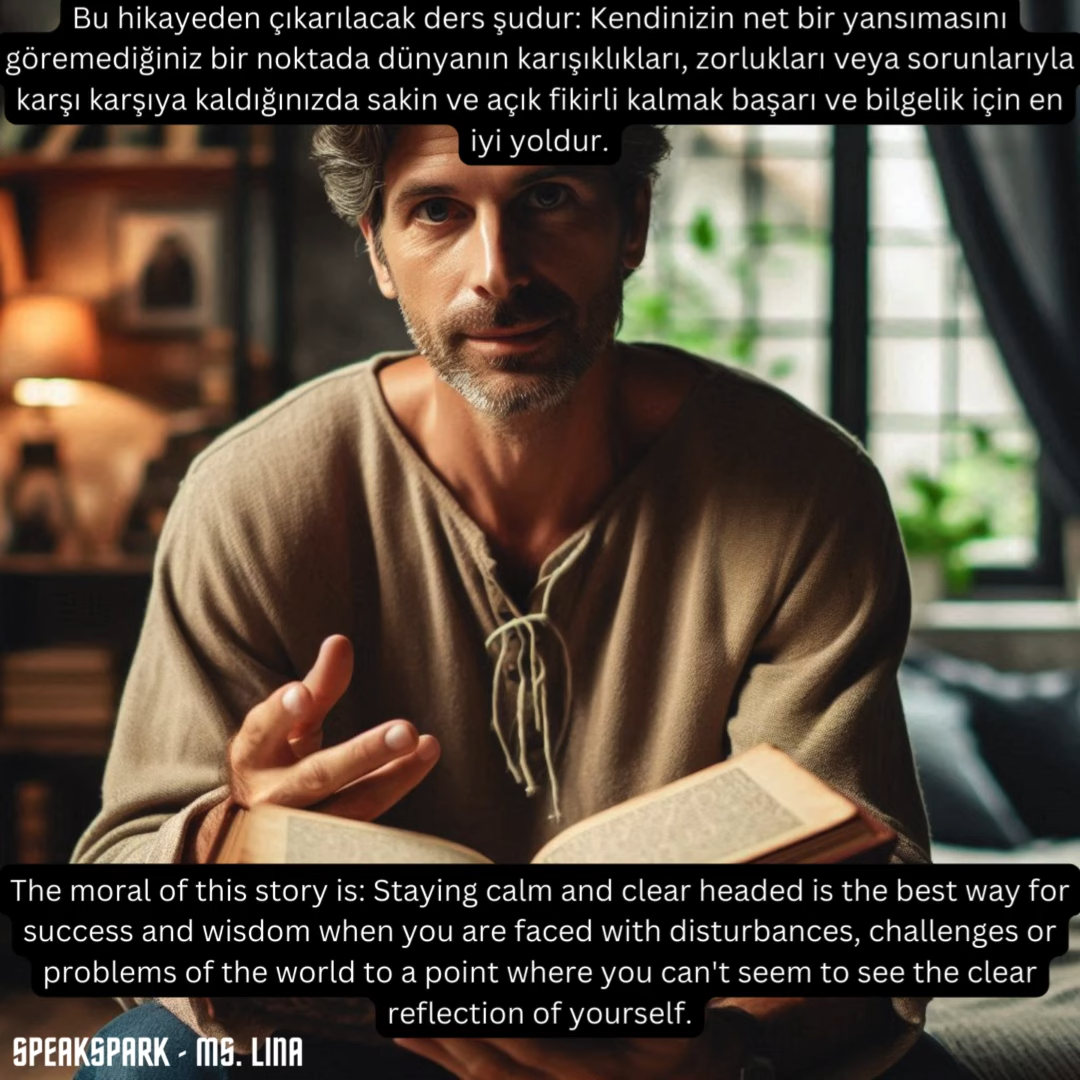 Bu hikayeden çıkarılacak ders şudur: Kendinizin net bir yansımasını
göremediğiniz bir noktada dünyanın karışıklıkları, zorlukları veya sorunlarıyla
karşı karşıya kaldığınızda sakin ve açık fikirli kalmak başarı ve bilgelik için en
iyi yoldur.
The moral of this story is: Staying calm and clear headed is the best way for
success and wisdom when you are faced with disturbances, challenges or
problems of the world to a point where you can't seem to see the clear
reflection of yourself.
SPEAKSPARK - MS. LINA